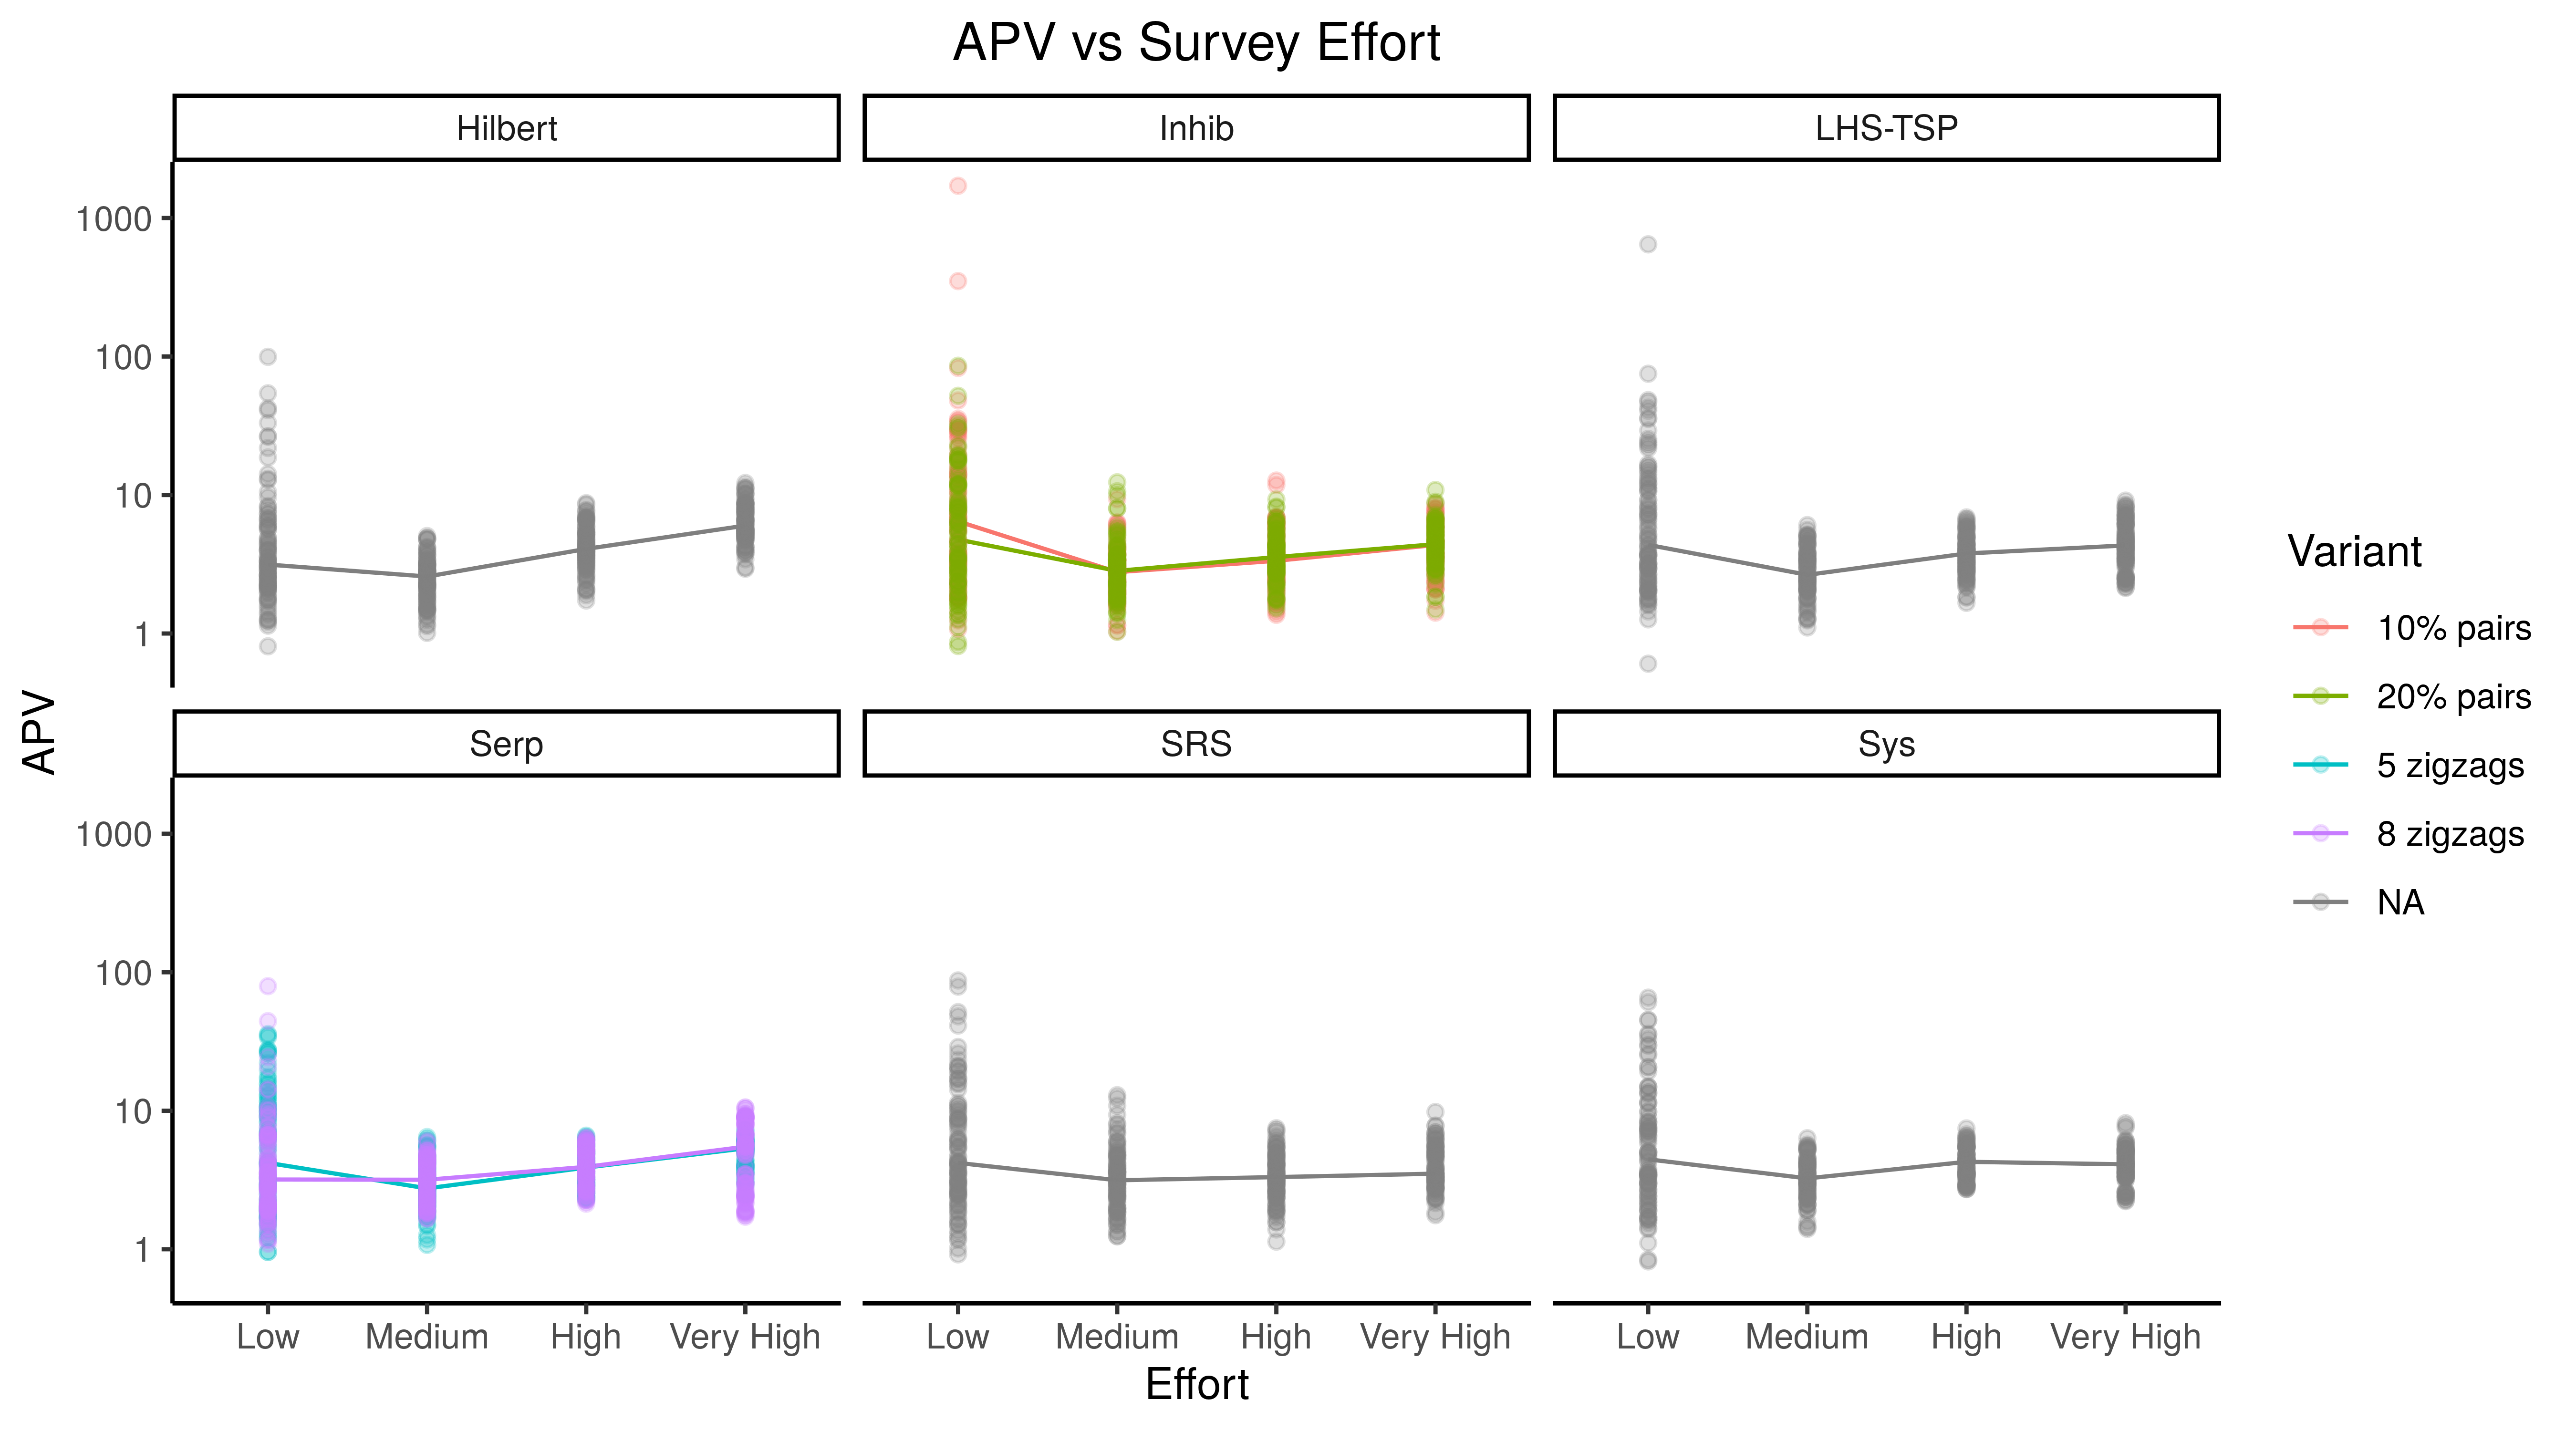 APV vs Survey Effort
Hilbert
Inhib
LHS-TSP
1000
100
10
1
APV
Serp
SRS
Sys
1000
100
10
1
Low Medium High Very High
Low Medium High Very High
Low Medium High Very High
Effort
Variant
10% pairs
20% pairs
5 zigzags
8 zigzags
NA